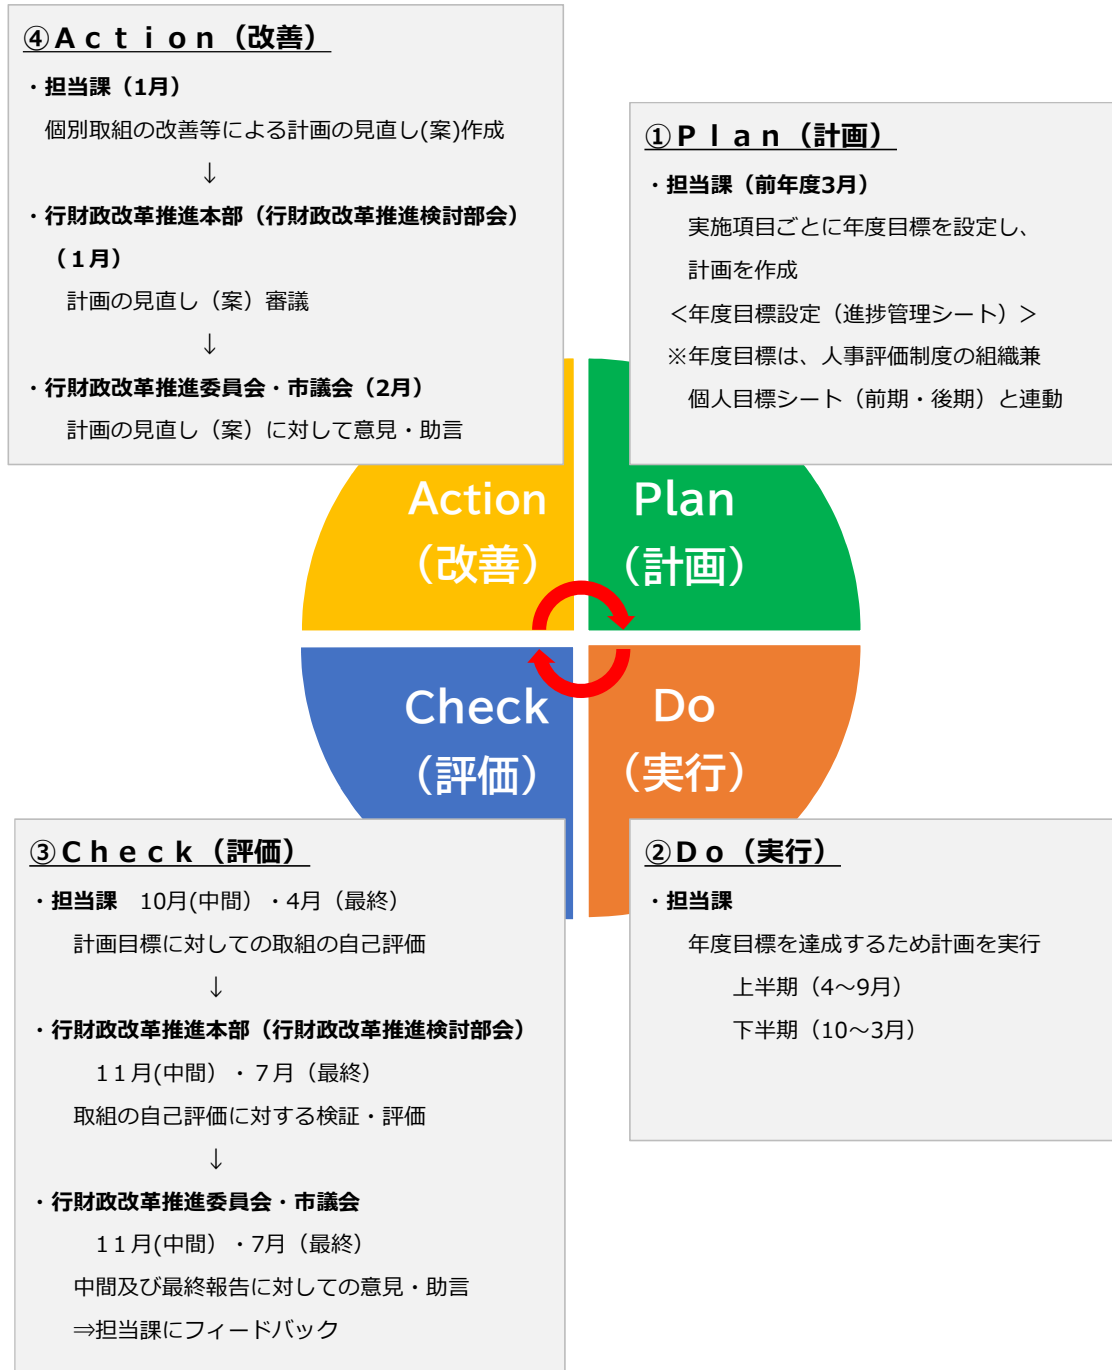 ④Ａｃｔｉｏｎ（改善）
・担当課（1月）
個別取組の改善等による計画の見直し(案)作成
↓
・行財政改革推進本部（行財政改革推進検討部会）
（１月）
計画の見直し（案）審議
↓
・行財政改革推進委員会・市議会（2月）
計画の見直し（案）に対して意見・助言
①Ｐｌａｎ（計画）
・担当課（前年度3月）
実施項目ごとに年度目標を設定し、
計画を作成
＜年度目標設定（進捗管理シート）＞
※年度目標は、人事評価制度の組織兼
個人目標シート（前期・後期）と連動
Action
（改善）
Plan
（計画）
Check
（評価）
Do
（実行）
③Ｃｈｅｃｋ（評価）
・担当課　10月(中間）・4月（最終）
計画目標に対しての取組の自己評価
↓
・行財政改革推進本部（行財政改革推進検討部会）
１１月(中間）・７月（最終）
取組の自己評価に対する検証・評価
↓
・行財政改革推進委員会・市議会
１１月(中間）・7月（最終）
中間及び最終報告に対しての意見・助言
⇒担当課にフィードバック
②Ｄｏ（実行）
・担当課
年度目標を達成するため計画を実行
上半期（4～9月）
下半期（10～3月）